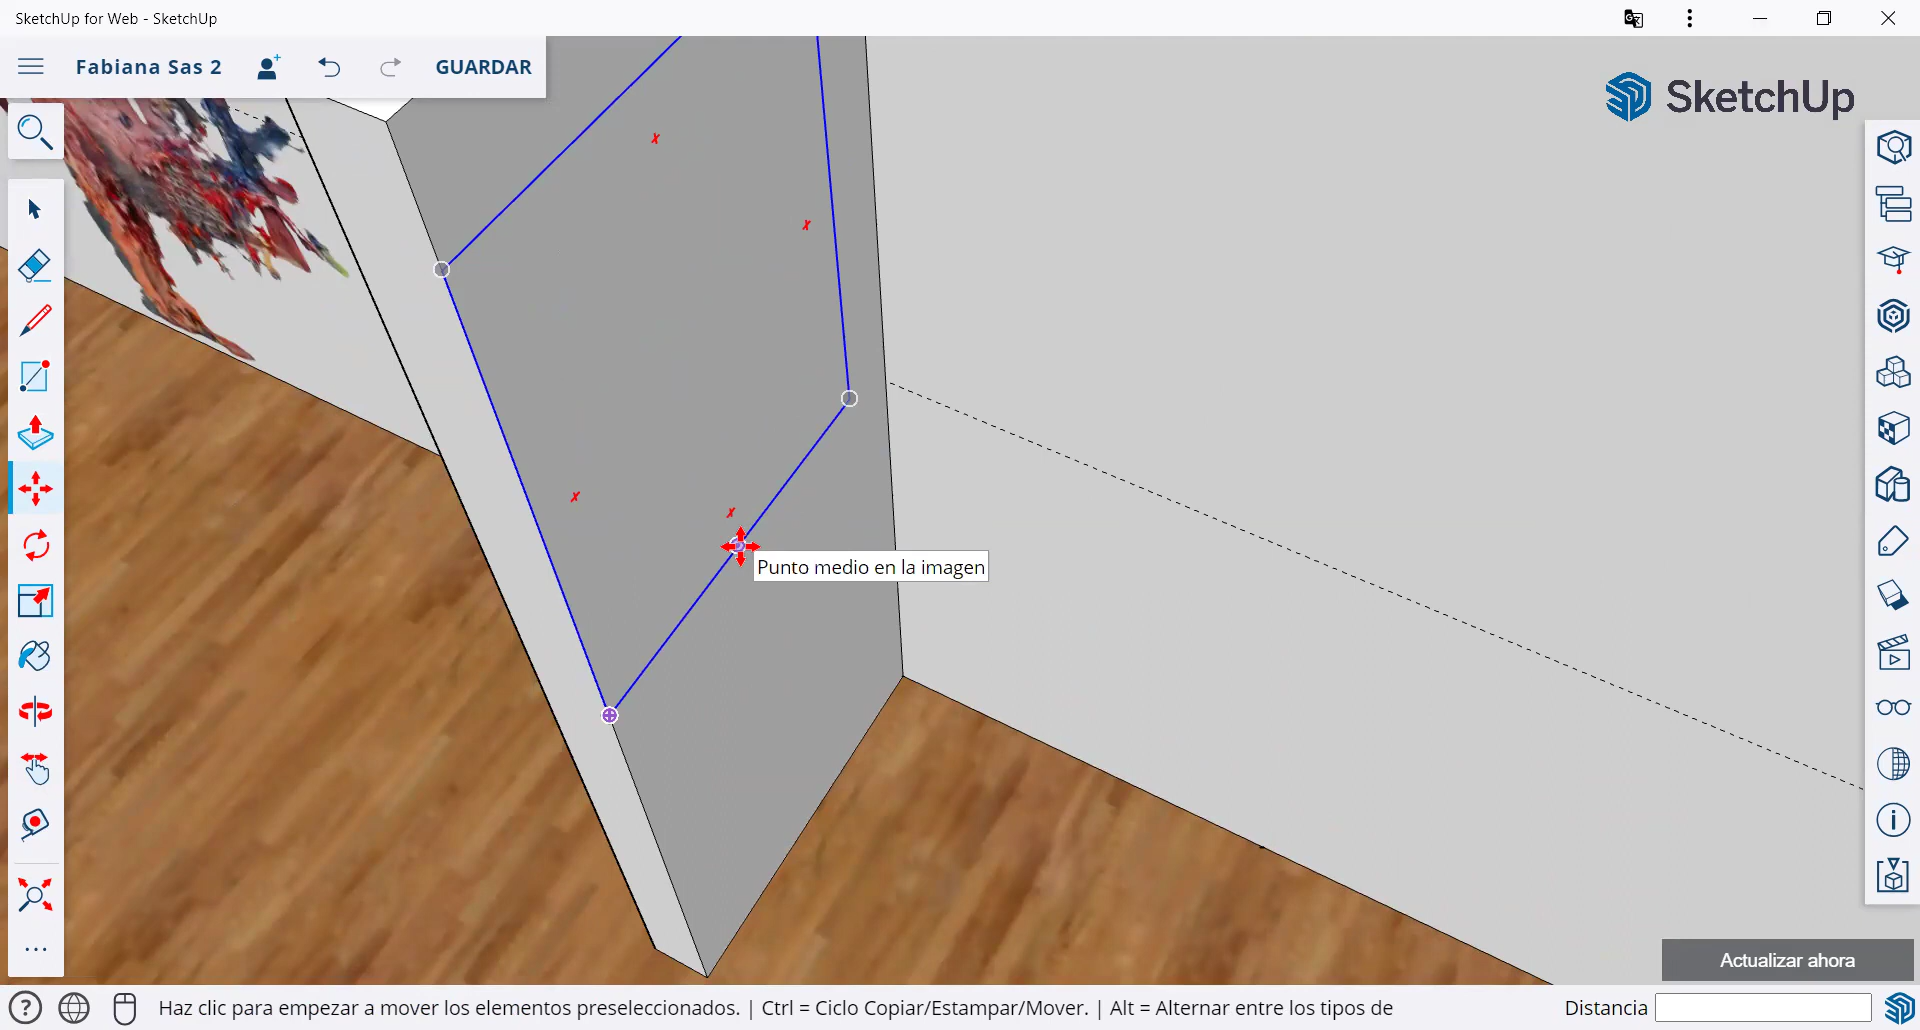 SketchUp for Web - SketchUp
Fabiana Sas 2
GUARDAR
SketchUp
Punto medio en la imagen
Actualizar ahora
Haz clic para empezar a mover los elementos preseleccionados. | Ctrl = Ciclo Copiar/Estampar/Mover. | Alt = Alternar entre los tipos de
Distancia